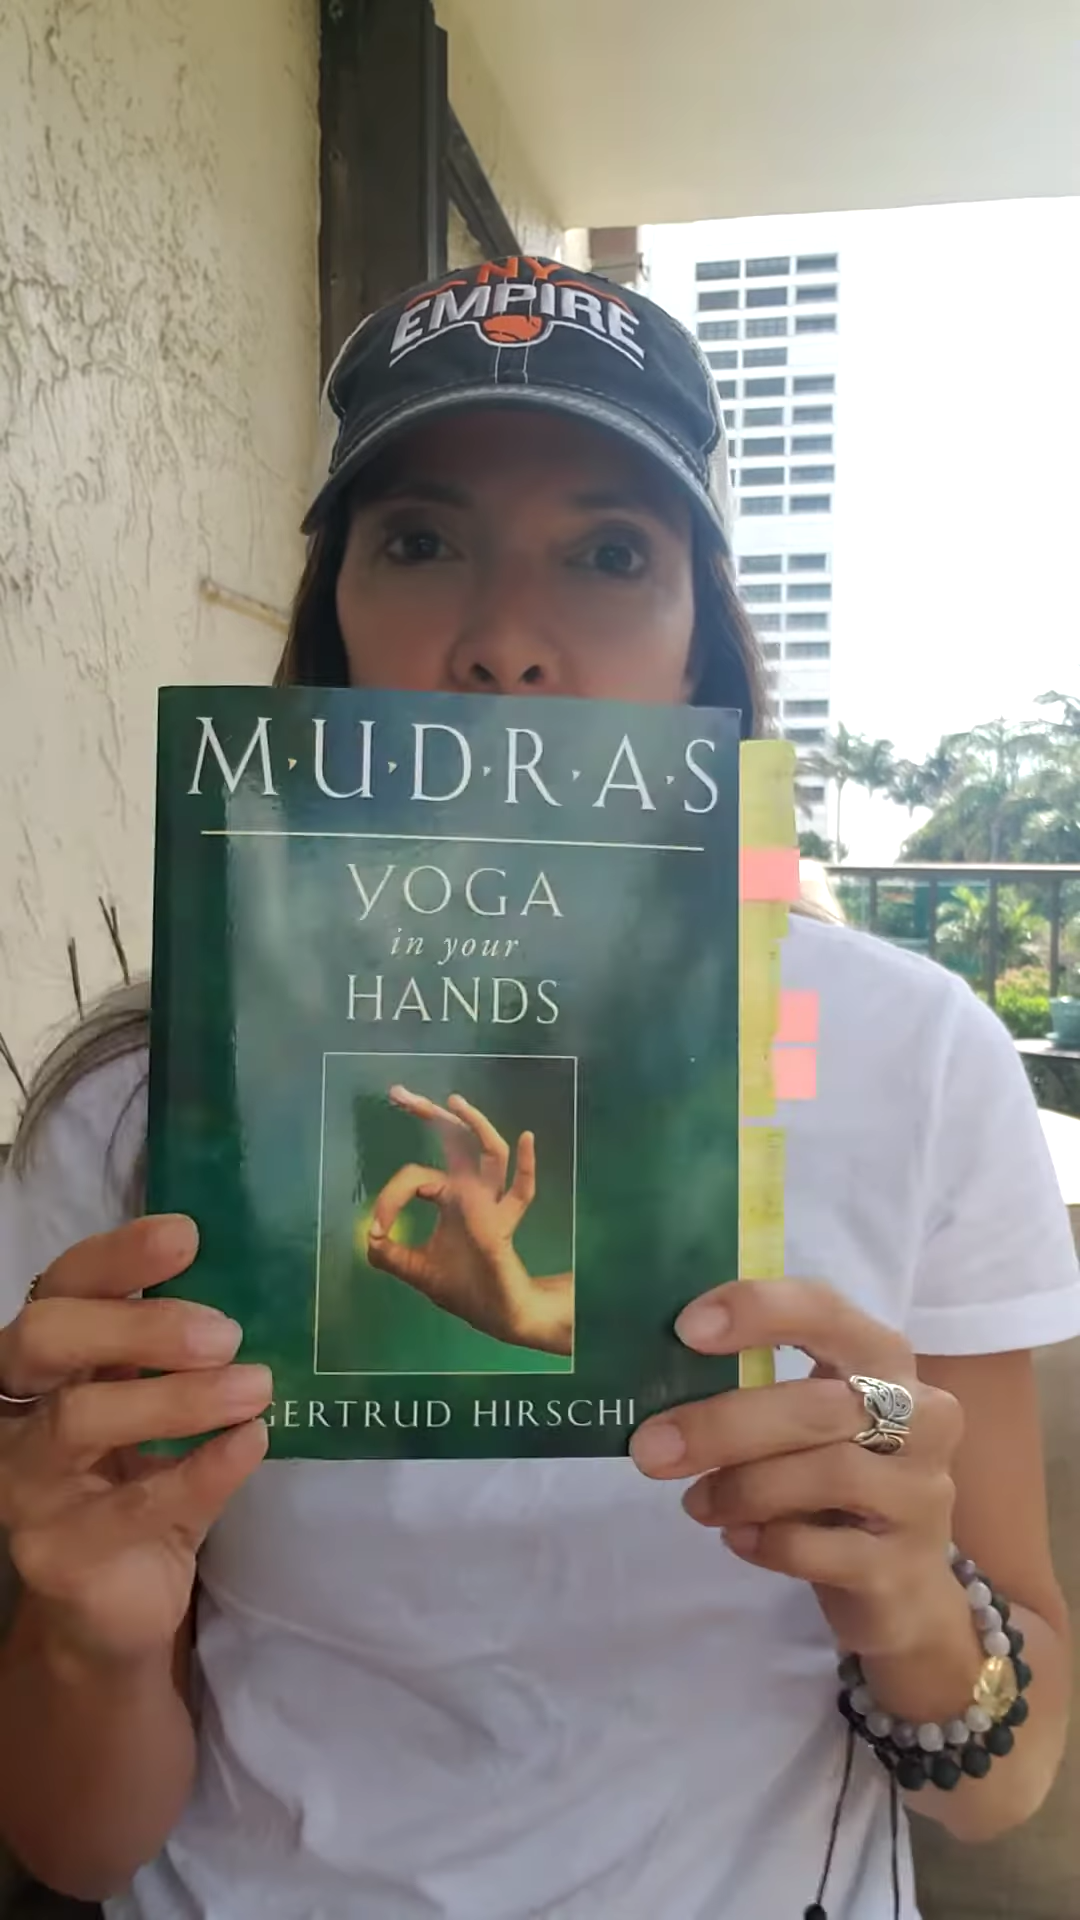 NY
EMPIRE
M·U·D·R·A·S
YOGA
in your
HANDS
GERTRUD HIRSCHI